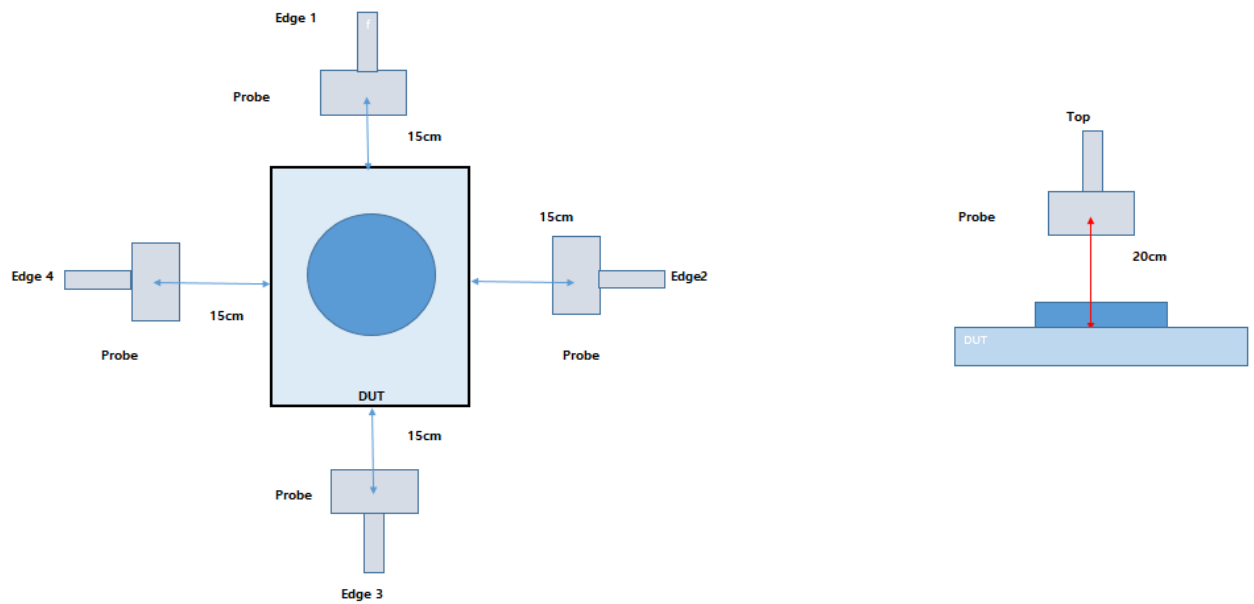 Edge 1
f
Probe
15cm
15cm
Edge 4
Edge2
15cm
Probe
Probe
DUT
15cm
Probe
Edge 3
Top
Probe
20cm
DUT